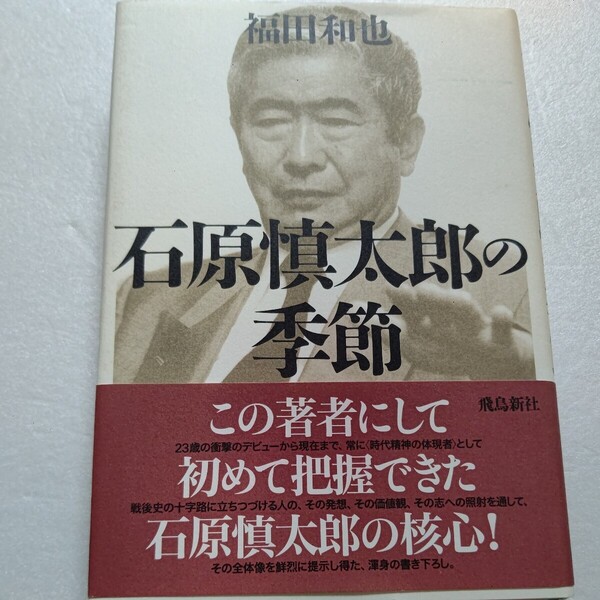 福田和也
石原慎太郎の
季節
飛鳥新社
この著者にして
23歳の衝撃のデビューから現在まで、常に〈時代精神の体現者〉として
初めて把握できた
戦後史の十字路に立ちつづける人の、その発想、その価値観、その志への照射を通して、
石原慎太郎の核心!
その全体像を鮮烈に提示し得た、渾身の書き下ろし。